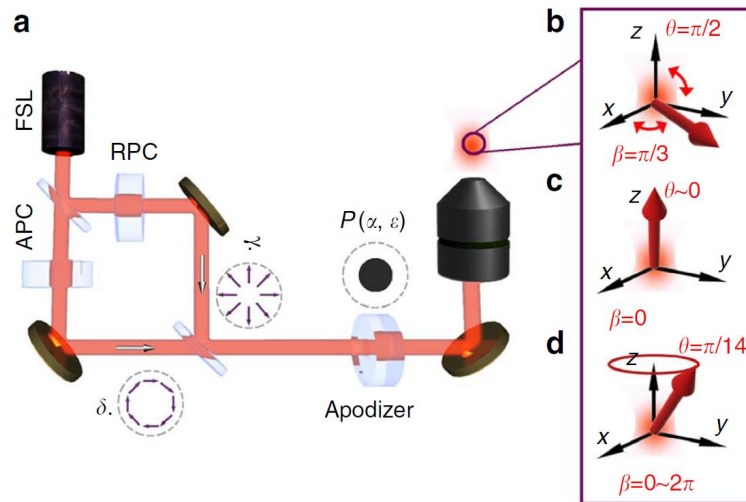 a
FSL
RPC
APC
γ.
P(α, ε)
δ.
Apodizer
b
z
θ=π/2
x
y
β=π/3
c
z
θ~0
x
y
β=0
d
z
θ=π/14
x
y
β=0~2π